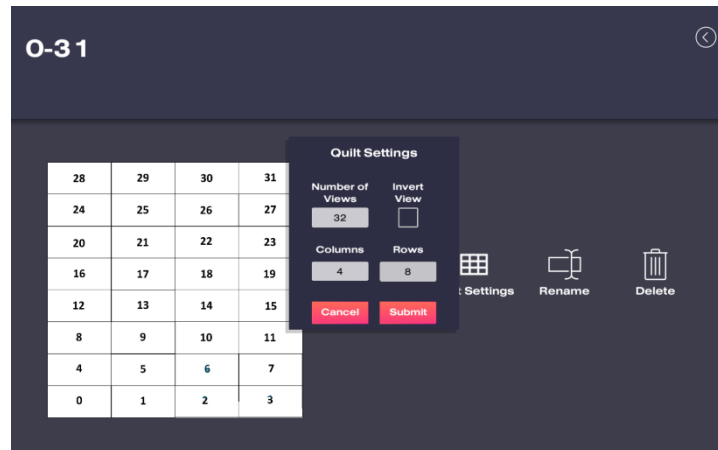 0-31
28 29 30 31
24 25 26 27
20 21 22 23
16 17 18 19
12 13 14 15
8 9 10 11
4 5 6 7
0 1 2 3
Quilt Settings
Number of Views
Invert View
32
Columns Rows
4 8
Cancel Submit
Settings Rename Delete